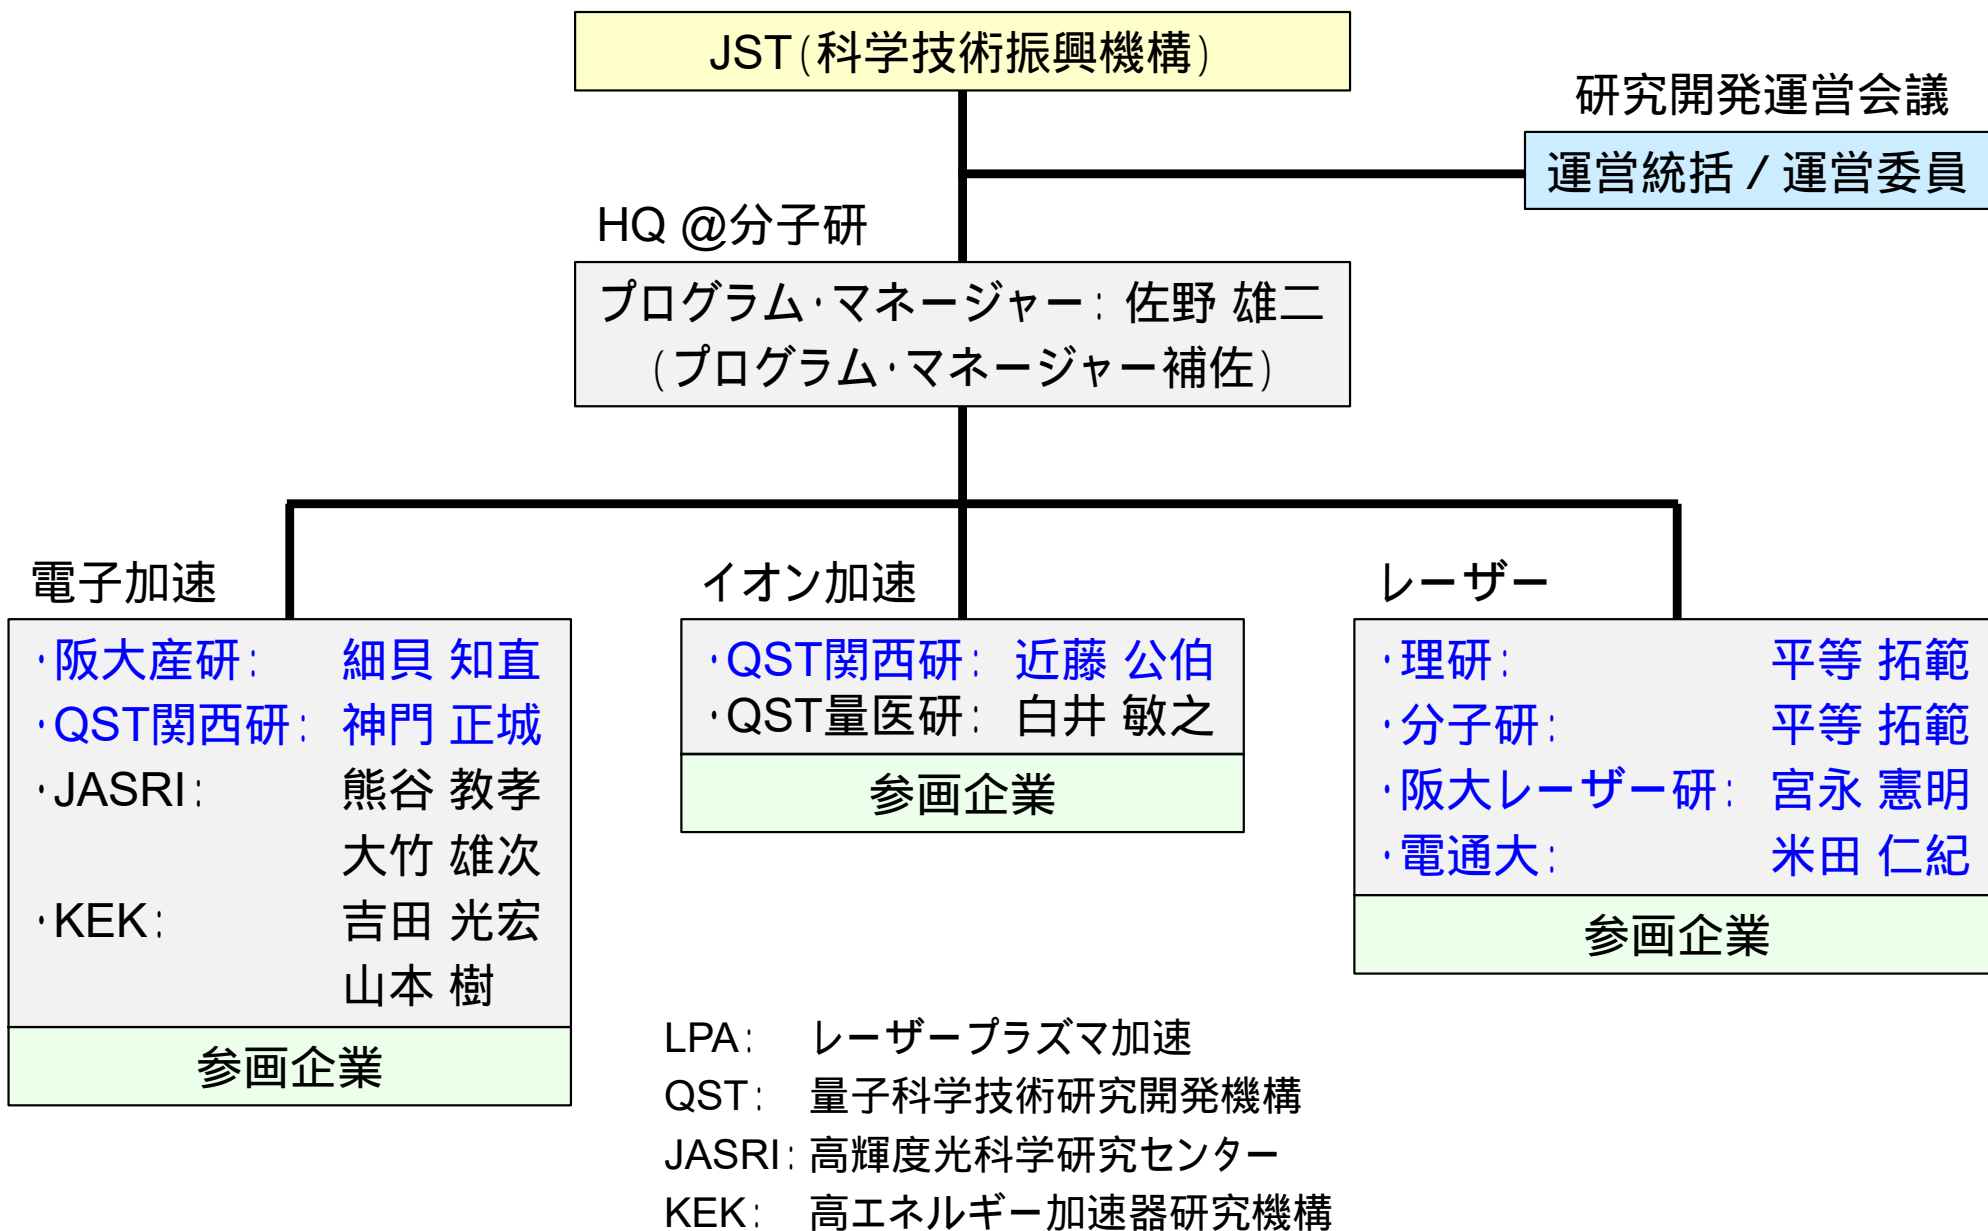 JST(科学技術振興機構)
研究開発運営会議
運営統括 / 運営委員
HQ @分子研
プログラム・マネージャー: 佐野 雄二
(プログラム・マネージャー補佐)
電子加速
・阪大産研: 細貝 知直
・QST関西研: 神門 正城
・JASRI: 熊谷 教孝
大竹 雄次
・KEK: 吉田 光宏
山本 樹
参画企業
イオン加速
・QST関西研: 近藤 公伯
・QST量医研: 白井 敏之
参画企業
レーザー
・理研: 平等 拓範
・分子研: 平等 拓範
・阪大レーザー研: 宮永 憲明
・電通大: 米田 仁紀
参画企業
LPA: レーザープラズマ加速
QST: 量子科学技術研究開発機構
JASRI: 高輝度光科学研究センター
KEK: 高エネルギー加速器研究機構